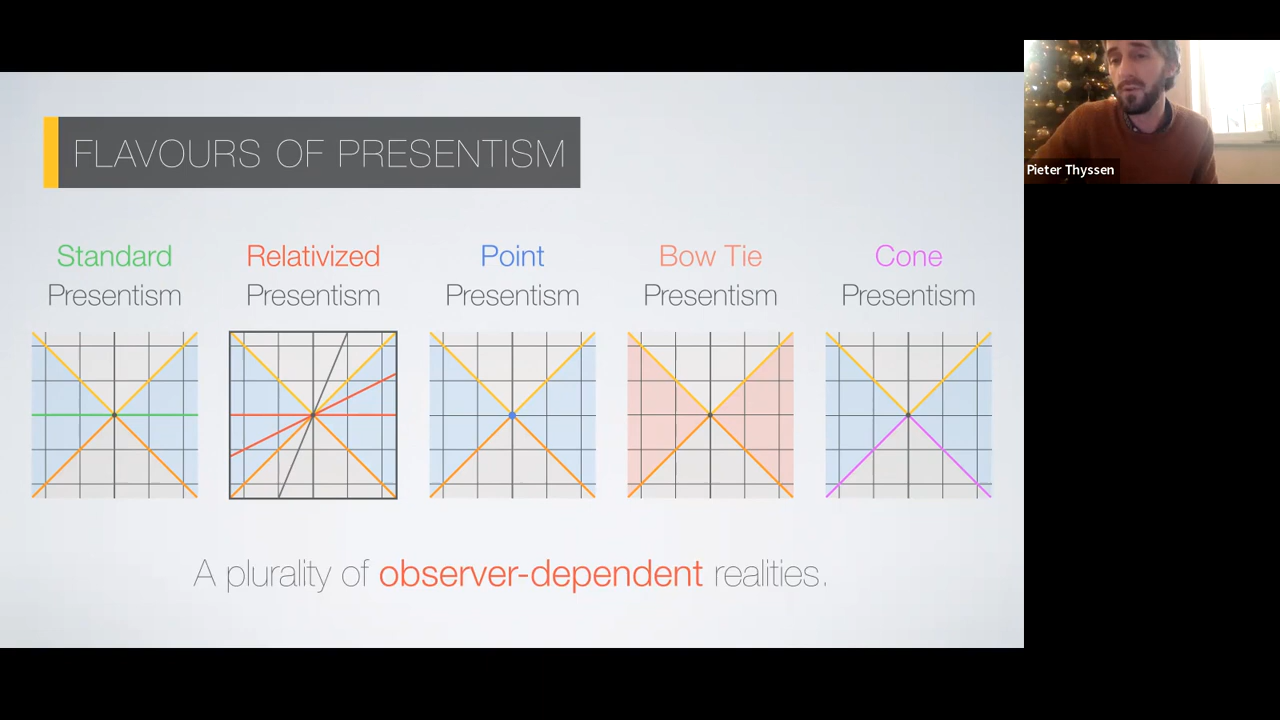 FLAVOURS OF PRESENTISM
Standard
Presentism
Relativized
Presentism
Point
Presentism
Bow Tie
Presentism
Cone
Presentism
A plurality of observer-dependent realities.
Pieter Thyssen